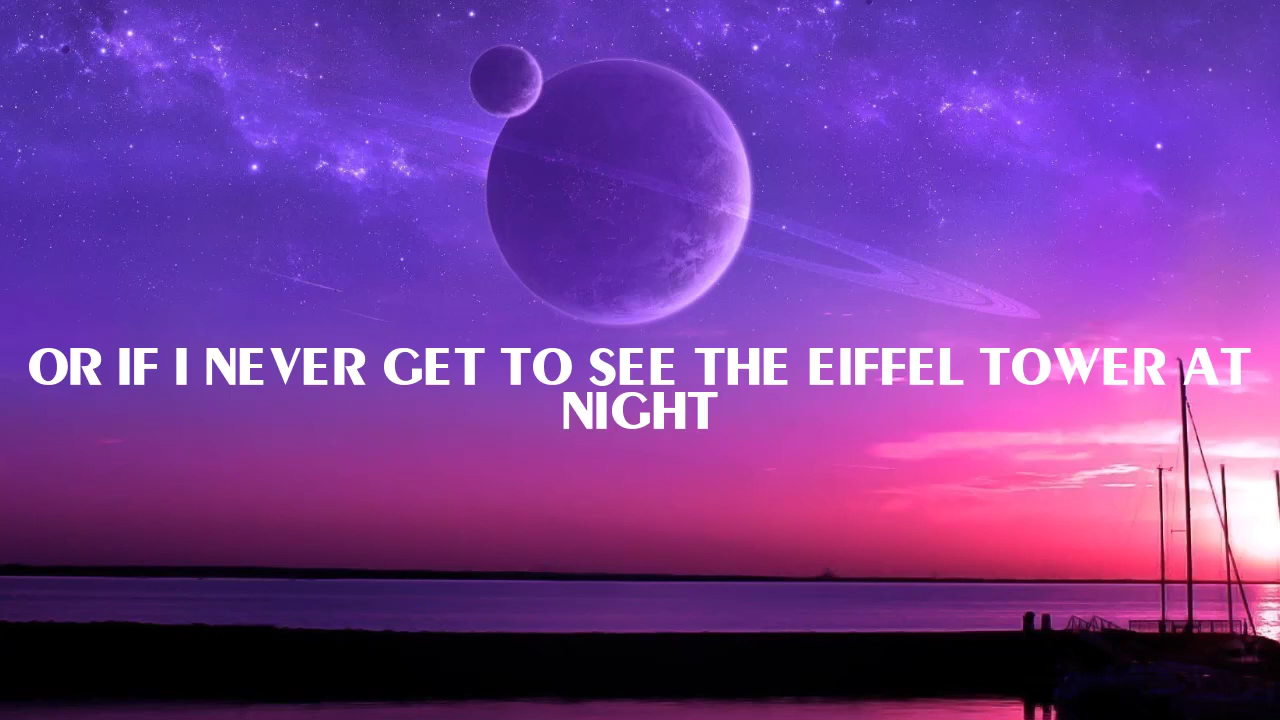 OR IF I NEVER GET TO SEE THE EIFFEL TOWER AT
NIGHT